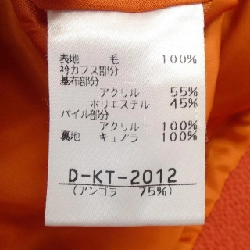 表地 毛 100%
衿カフス部分
基布部分
アクリル 55%
ポリエステル 45%
パイル部分
アクリル 100%
裏地 キュプラ 100%
D-KT-2012
(アンゴラ 75%)